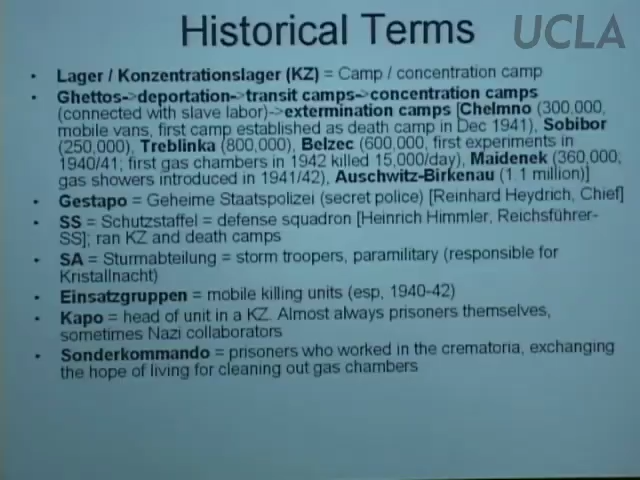 Historical Terms
UCLA
• Lager / Konzentrationslager (KZ) = Camp / concentration camp
• Ghettos->deportation->transit camps->concentration camps
(connected with slave labor)->extermination camps [Chelmno (300,000,
mobile vans, first camp established as death camp in Dec 1941), Sobibor
(250,000), Treblinka (800,000), Belzec (600,000, first experiments in
1940/41; first gas chambers in 1942 killed 15,000/day), Maidenek (360,000;
gas showers introduced in 1941/42), Auschwitz-Birkenau (1 1 million)]
• Gestapo = Geheime Staatspolizei (secret police) [Reinhard Heydrich, Chief]
• SS = Schutzstaffel = defense squadron [Heinrich Himmler, Reichsführer-
SS]; ran KZ and death camps
• SA = Sturmabteilung = storm troopers, paramilitary (responsible for
Kristallnacht)
• Einsatzgruppen = mobile killing units (esp, 1940-42)
• Kapo = head of unit in a KZ. Almost always prisoners themselves,
sometimes Nazi collaborators
• Sonderkommando = prisoners who worked in the crematoria, exchanging
the hope of living for cleaning out gas chambers